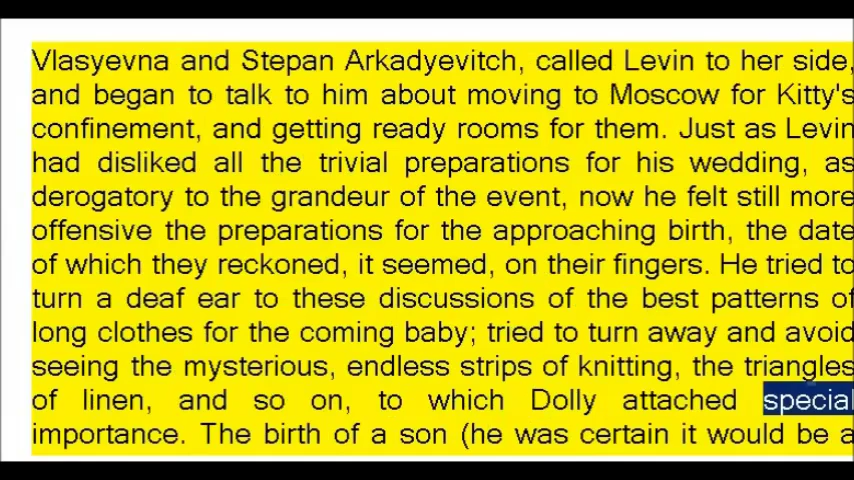 Vlasyevna and Stepan Arkadyevitch, called Levin to her side,
and began to talk to him about moving to Moscow for Kitty's
confinement, and getting ready rooms for them. Just as Levin
had disliked all the trivial preparations for his wedding, as
derogatory to the grandeur of the event, now he felt still more
offensive the preparations for the approaching birth, the date
of which they reckoned, it seemed, on their fingers. He tried to
turn a deaf ear to these discussions of the best patterns of
long clothes for the coming baby; tried to turn away and avoid
seeing the mysterious, endless strips of knitting, the triangles
of linen, and so on, to which Dolly attached special
importance. The birth of a son (he was certain it would be a